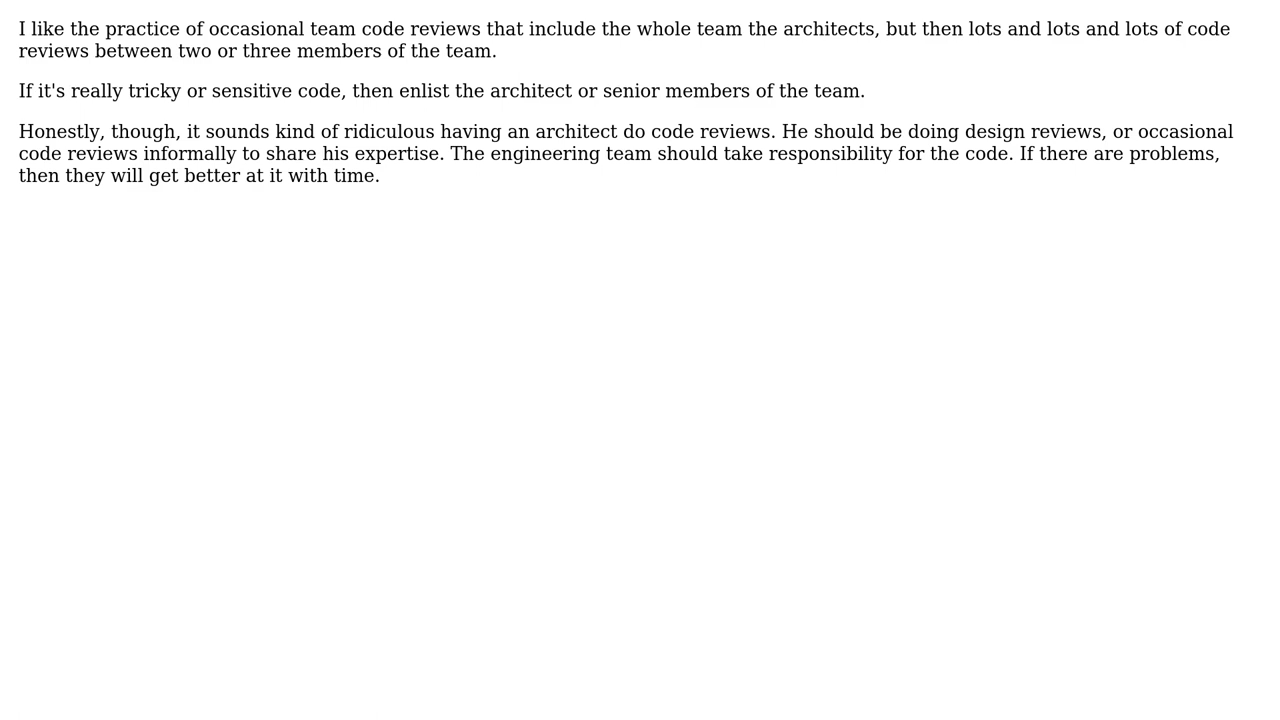 I like the practice of occasional team code reviews that include the whole team the architects, but then lots and lots and lots of code
reviews between two or three members of the team.
If it's really tricky or sensitive code, then enlist the architect or senior members of the team.
Honestly, though, it sounds kind of ridiculous having an architect do code reviews. He should be doing design reviews, or occasional
code reviews informally to share his expertise. The engineering team should take responsibility for the code. If there are problems,
then they will get better at it with time.